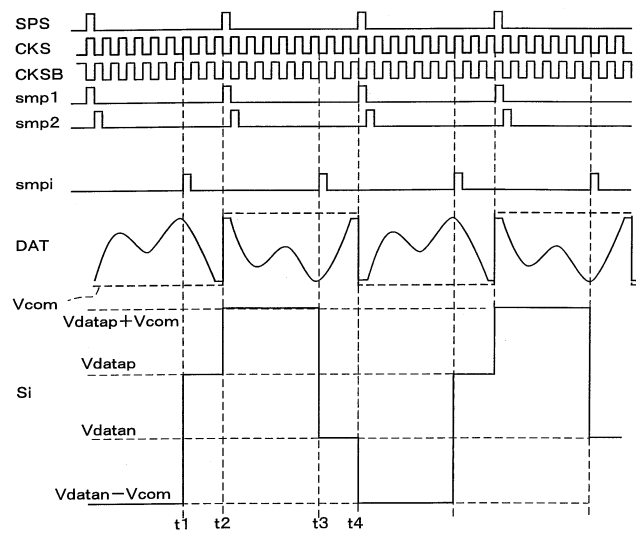 SPS
CKS
CKSB
smp1
smp2
smpi
DAT
Vcom
Vdatap+Vcom
Vdatap
Si
Vdatan
Vdatan−Vcom
t1 t2 t3 t4